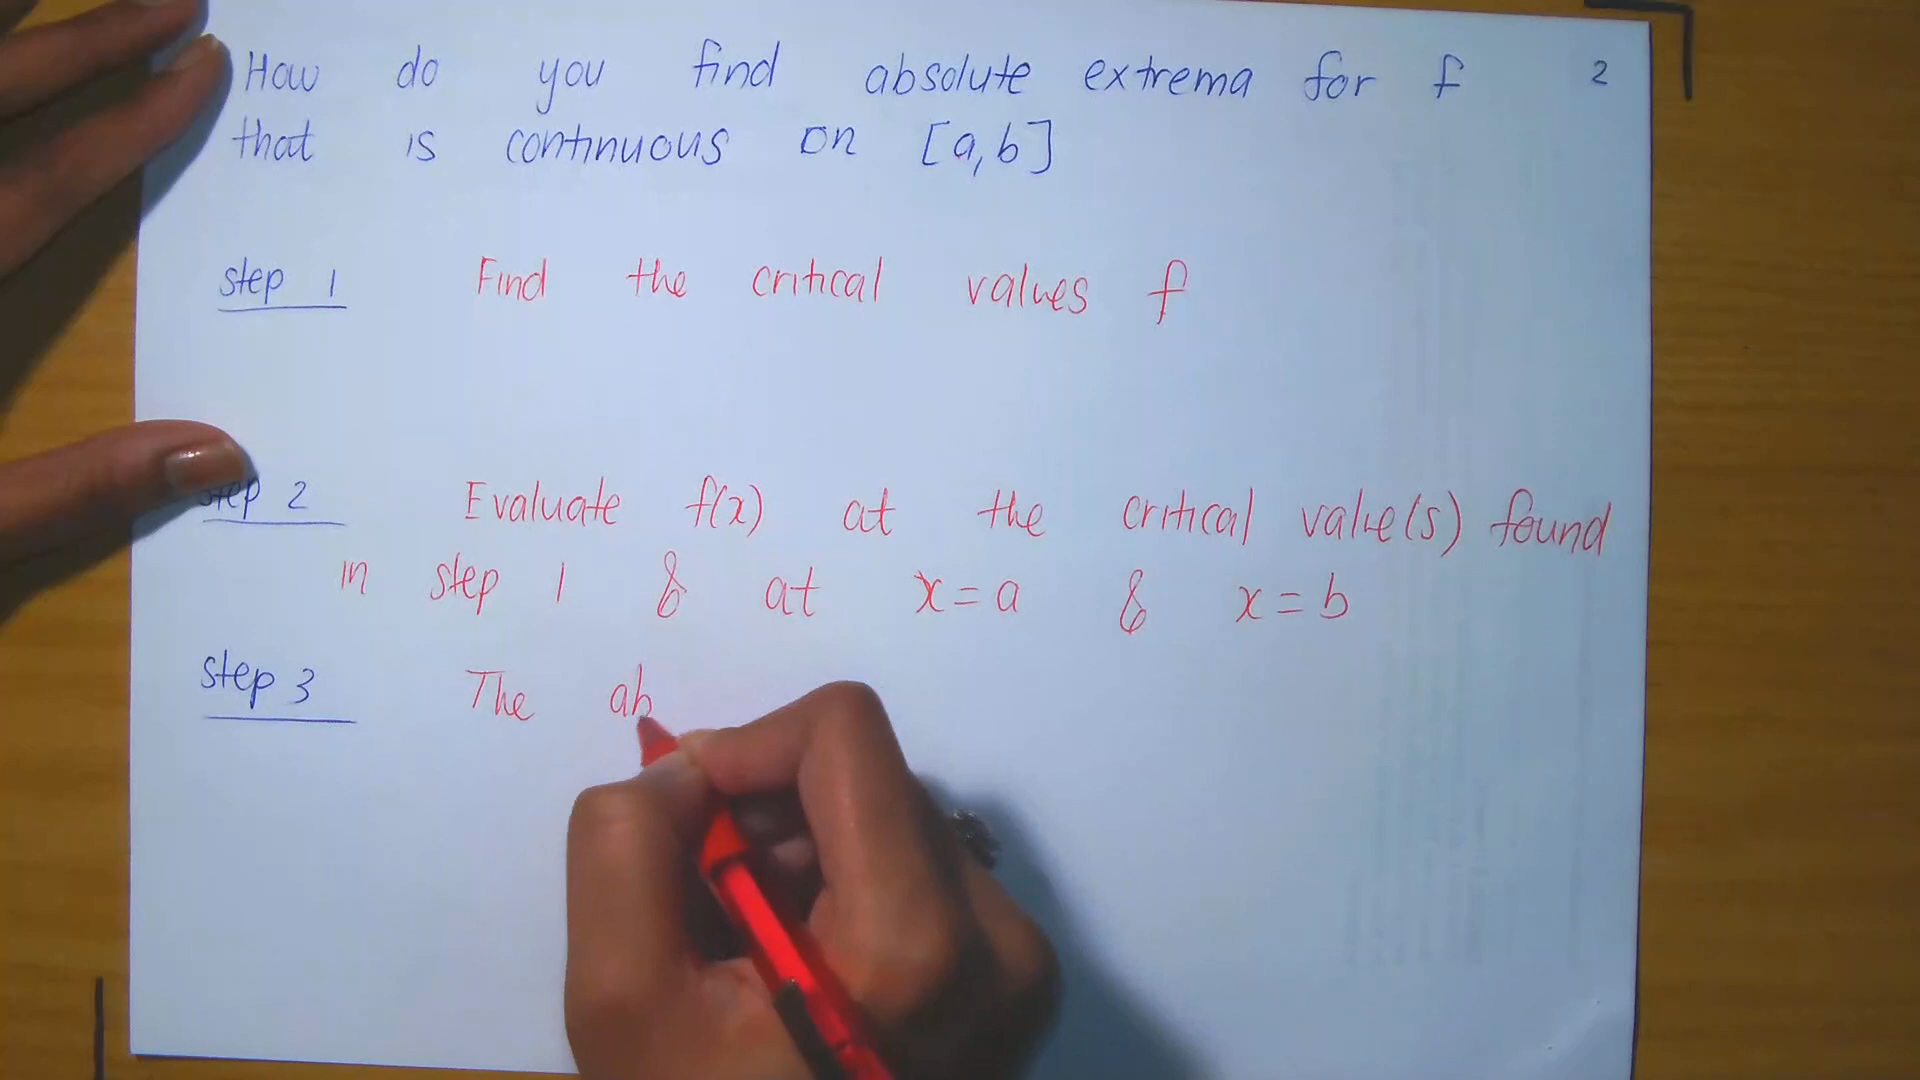 How do you find absolute extrema for f 2
that is continuous on [a,b]
step 1 Find the critical values f
step 2 Evaluate f(x) at the critical value(s) found
in step 1 & at x=a & x=b
step 3 The ab